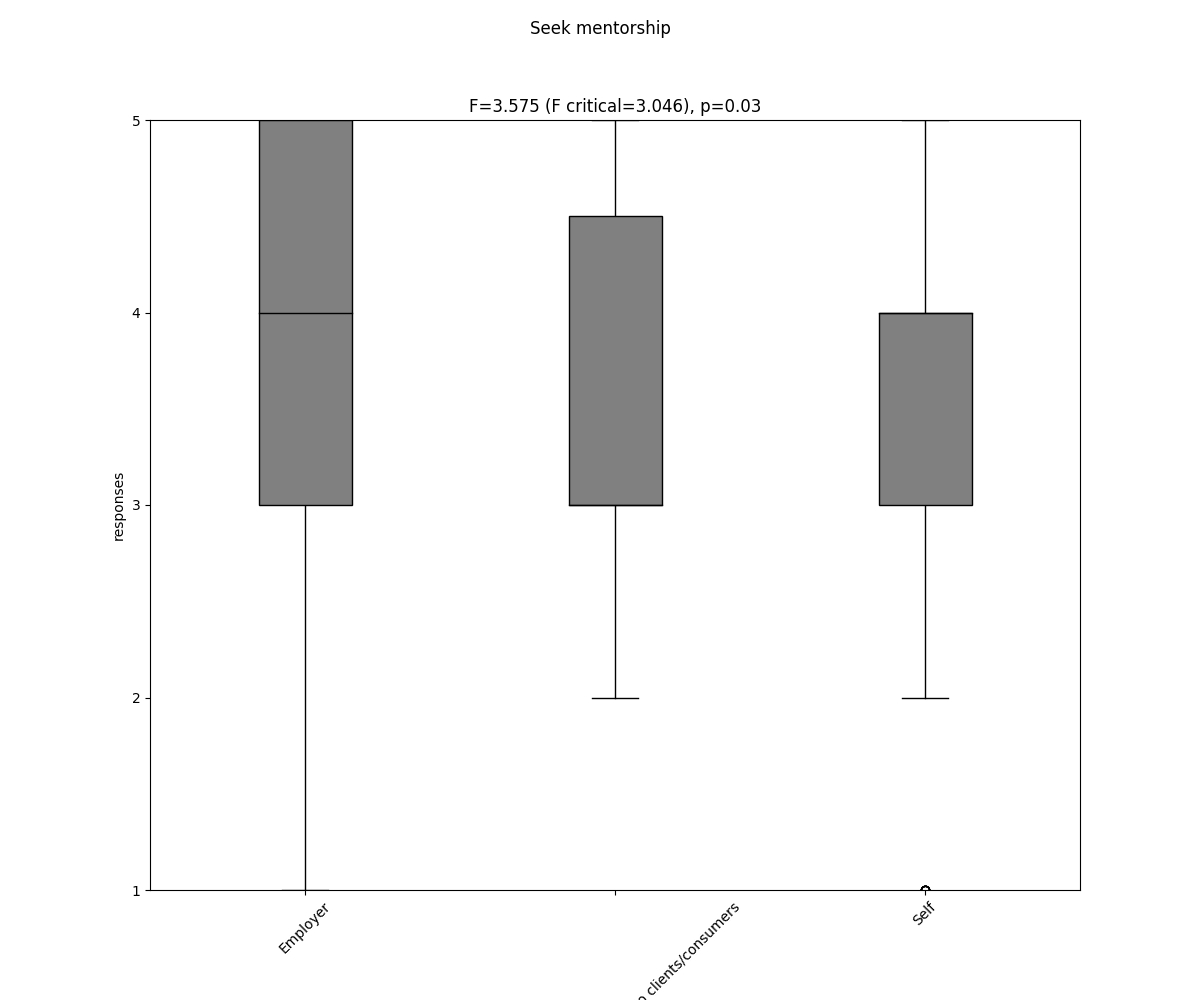 Seek mentorship
F=3.575 (F critical=3.046), p=0.03
5
4
3
2
1
responses
Employer
clients/consumers
Self